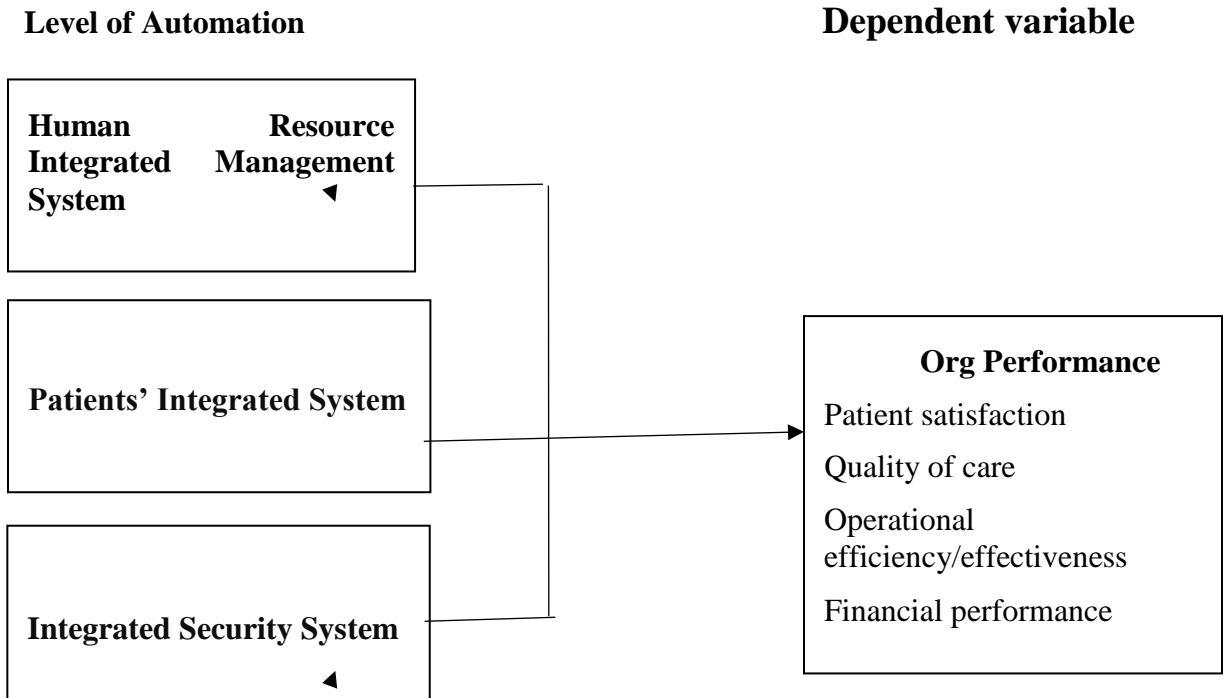 Level of Automation
Dependent variable
Human Resource
Integrated Management
System
Patients’ Integrated System
Integrated Security System
Org Performance
Patient satisfaction
Quality of care
Operational
efficiency/effectiveness
Financial performance